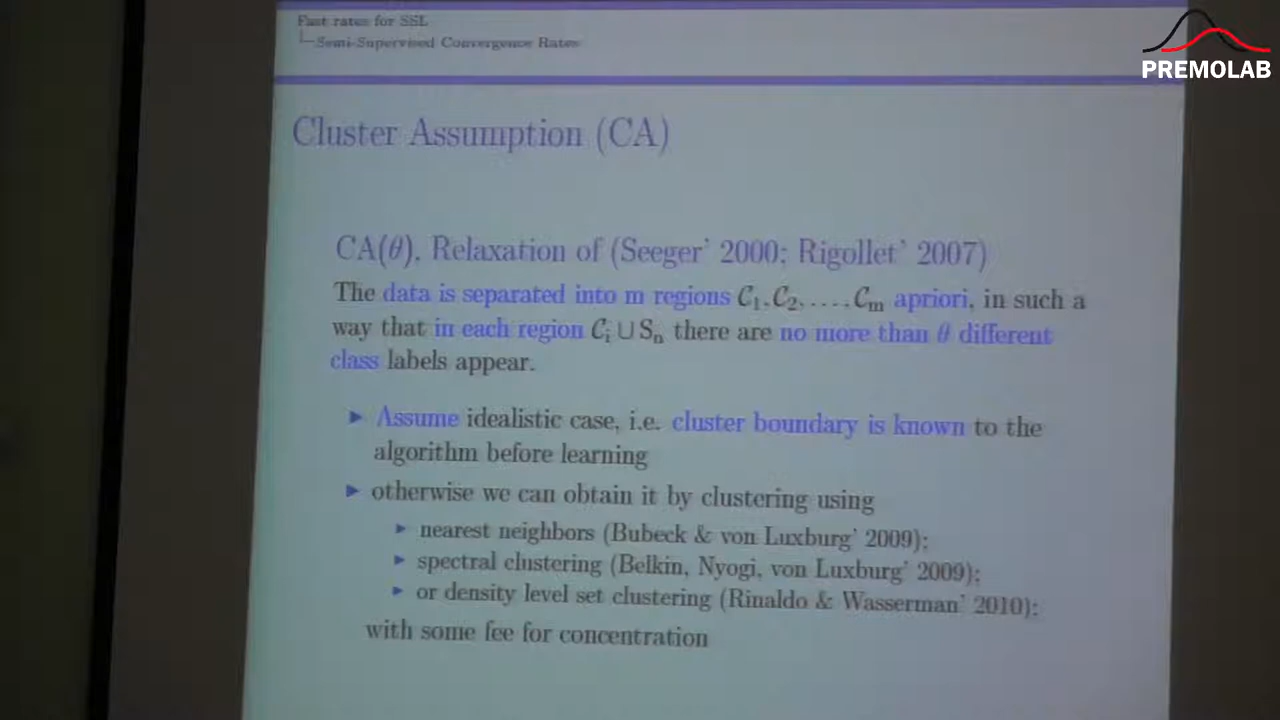 Fast rates for SSL
Semi-Supervised Convergence Rates
PREMOLAB
Cluster Assumption (CA)
CA(θ). Relaxation of (Seeger' 2000; Rigollet' 2007)
The data is separated into m regions C₁, C₂, . . . , Cₘ apriori, in such a
way that in each region Cᵢ ∪ Sₙ there are no more than θ different
class labels appear.
Assume idealistic case, i.e. cluster boundary is known to the
algorithm before learning
otherwise we can obtain it by clustering using
nearest neighbors (Bubeck & von Luxburg' 2009);
spectral clustering (Belkin, Nyogi, von Luxburg' 2009);
or density level set clustering (Rinaldo & Wasserman' 2010);
with some fee for concentration